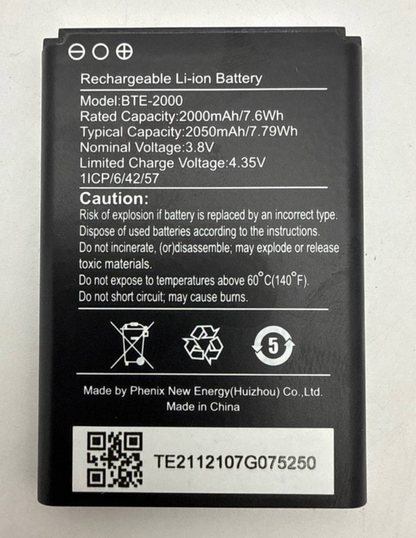 Rechargeable Li-ion Battery
Model:BTE-2000
Rated Capacity:2000mAh/7.6Wh
Typical Capacity:2050mAh/7.79Wh
Nominal Voltage:3.8V
Limited Charge Voltage:4.35V
1ICP/6/42/57
Caution:
Risk of explosion if battery is replaced by an incorrect type.
Dispose of used batteries according to the instructions.
Do not incinerate, (or)disassemble; may explode or release
toxic materials.
Do not expose to temperatures above 60°C(140°F).
Do not short circuit; may cause burns.
5
Made by Phenix New Energy(Huizhou) Co.,Ltd.
Made in China
TE2112107G075250